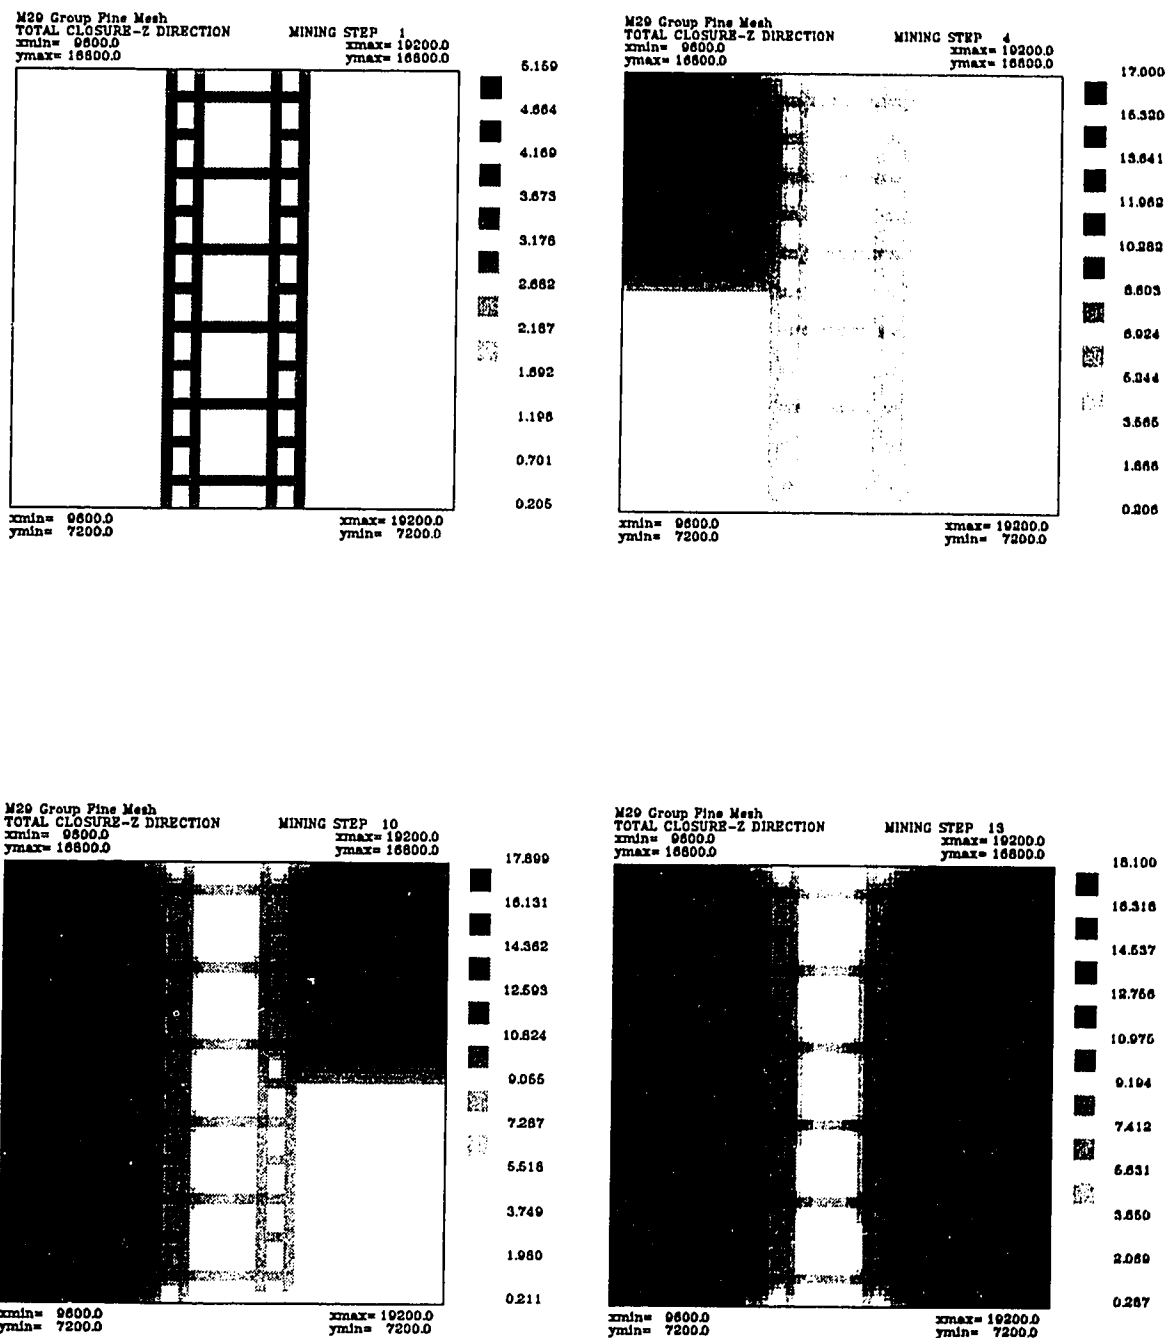 M29 Group Fine Mesh
TOTAL CLOSURE-Z DIRECTION MINING STEP 1
xmin= 9600.0 xmax= 19200.0
ymax= 16800.0 ymax= 16800.0
5.159
4.664
4.169
3.673
3.178
2.682
2.187
1.692
1.196
0.701
0.205
xmin= 9600.0 xmax= 19200.0
ymin= 7200.0 ymin= 7200.0
M29 Group Fine Mesh
TOTAL CLOSURE-Z DIRECTION MINING STEP 4
xmin= 9600.0 xmax= 19200.0
ymax= 16800.0 ymax= 16800.0
17.000
15.320
13.641
11.962
10.282
8.603
6.924
5.244
3.565
1.886
0.206
xmin= 9600.0 xmax= 19200.0
ymin= 7200.0 ymin= 7200.0
M29 Group Fine Mesh
TOTAL CLOSURE-Z DIRECTION MINING STEP 10
xmin= 9600.0 xmax= 19200.0
ymax= 16800.0 ymax= 16800.0
17.899
16.131
14.362
12.593
10.824
9.055
7.287
5.518
3.749
1.980
0.211
xmin= 9600.0 xmax= 19200.0
ymin= 7200.0 ymin= 7200.0
M29 Group Fine Mesh
TOTAL CLOSURE-Z DIRECTION MINING STEP 13
xmin= 9600.0 xmax= 19200.0
ymax= 16800.0 ymax= 16800.0
18.100
16.318
14.537
12.756
10.975
9.194
7.412
5.631
3.850
2.069
0.287
xmin= 9600.0 xmax= 19200.0
ymin= 7200.0 ymin= 7200.0